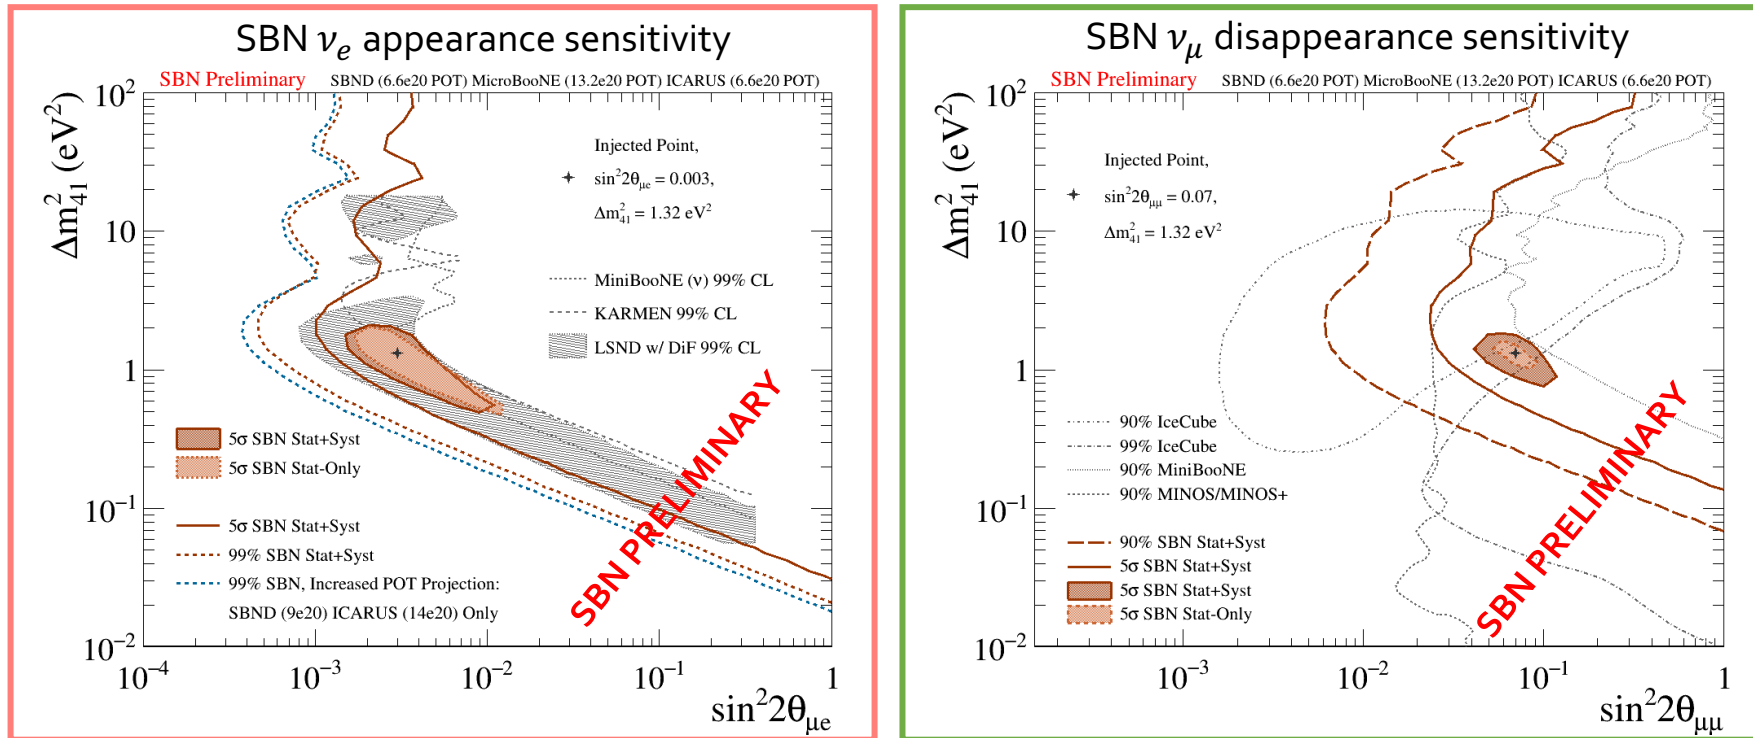 SBN νe appearance sensitivity
SBN Preliminary SBND (6.6e20 POT) MicroBooNE (13.2e20 POT) ICARUS (6.6e20 POT)
Δm²₄₁ (eV²)
10²
10
1
10⁻¹
10⁻²
Injected Point,
sin²2θμe = 0.003,
Δm²₄₁ = 1.32 eV²
MiniBooNE (ν) 99% CL
KARMEN 99% CL
LSND w/ DiF 99% CL
5σ SBN Stat+Syst
5σ SBN Stat-Only
5σ SBN Stat+Syst
99% SBN Stat+Syst
99% SBN, Increased POT Projection:
SBND (9e20) ICARUS (14e20) Only
SBN PRELIMINARY
10⁻⁴ 10⁻³ 10⁻² 10⁻¹ 1
sin²2θμe
SBN νμ disappearance sensitivity
SBN Preliminary SBND (6.6e20 POT) MicroBooNE (13.2e20 POT) ICARUS (6.6e20 POT)
Δm²₄₁ (eV²)
10²
10
1
10⁻¹
10⁻²
Injected Point,
sin²2θμμ = 0.07,
Δm²₄₁ = 1.32 eV²
90% IceCube
99% IceCube
90% MiniBooNE
90% MINOS/MINOS+
90% SBN Stat+Syst
5σ SBN Stat+Syst
5σ SBN Stat+Syst
5σ SBN Stat-Only
SBN PRELIMINARY
10⁻³ 10⁻² 10⁻¹ 1
sin²2θμμ